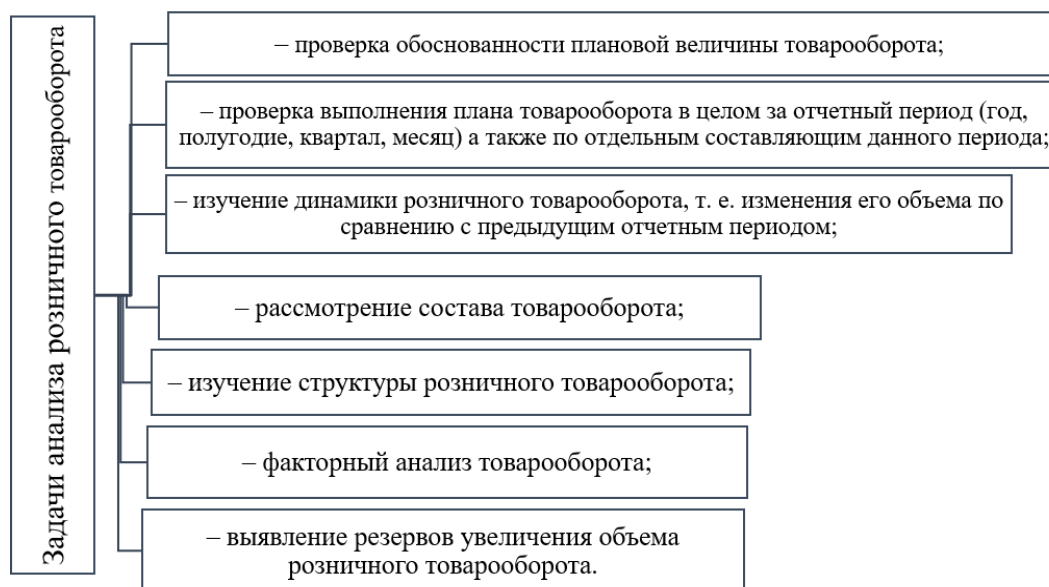 Задачи анализа розничного товарооборота
– проверка обоснованности плановой величины товарооборота;
– проверка выполнения плана товарооборота в целом за отчетный период (год,
полугодие, квартал, месяц) а также по отдельным составляющим данного периода;
– изучение динамики розничного товарооборота, т. е. изменения его объема по
сравнению с предыдущим отчетным периодом;
– рассмотрение состава товарооборота;
– изучение структуры розничного товарооборота;
– факторный анализ товарооборота;
– выявление резервов увеличения объема
розничного товарооборота.